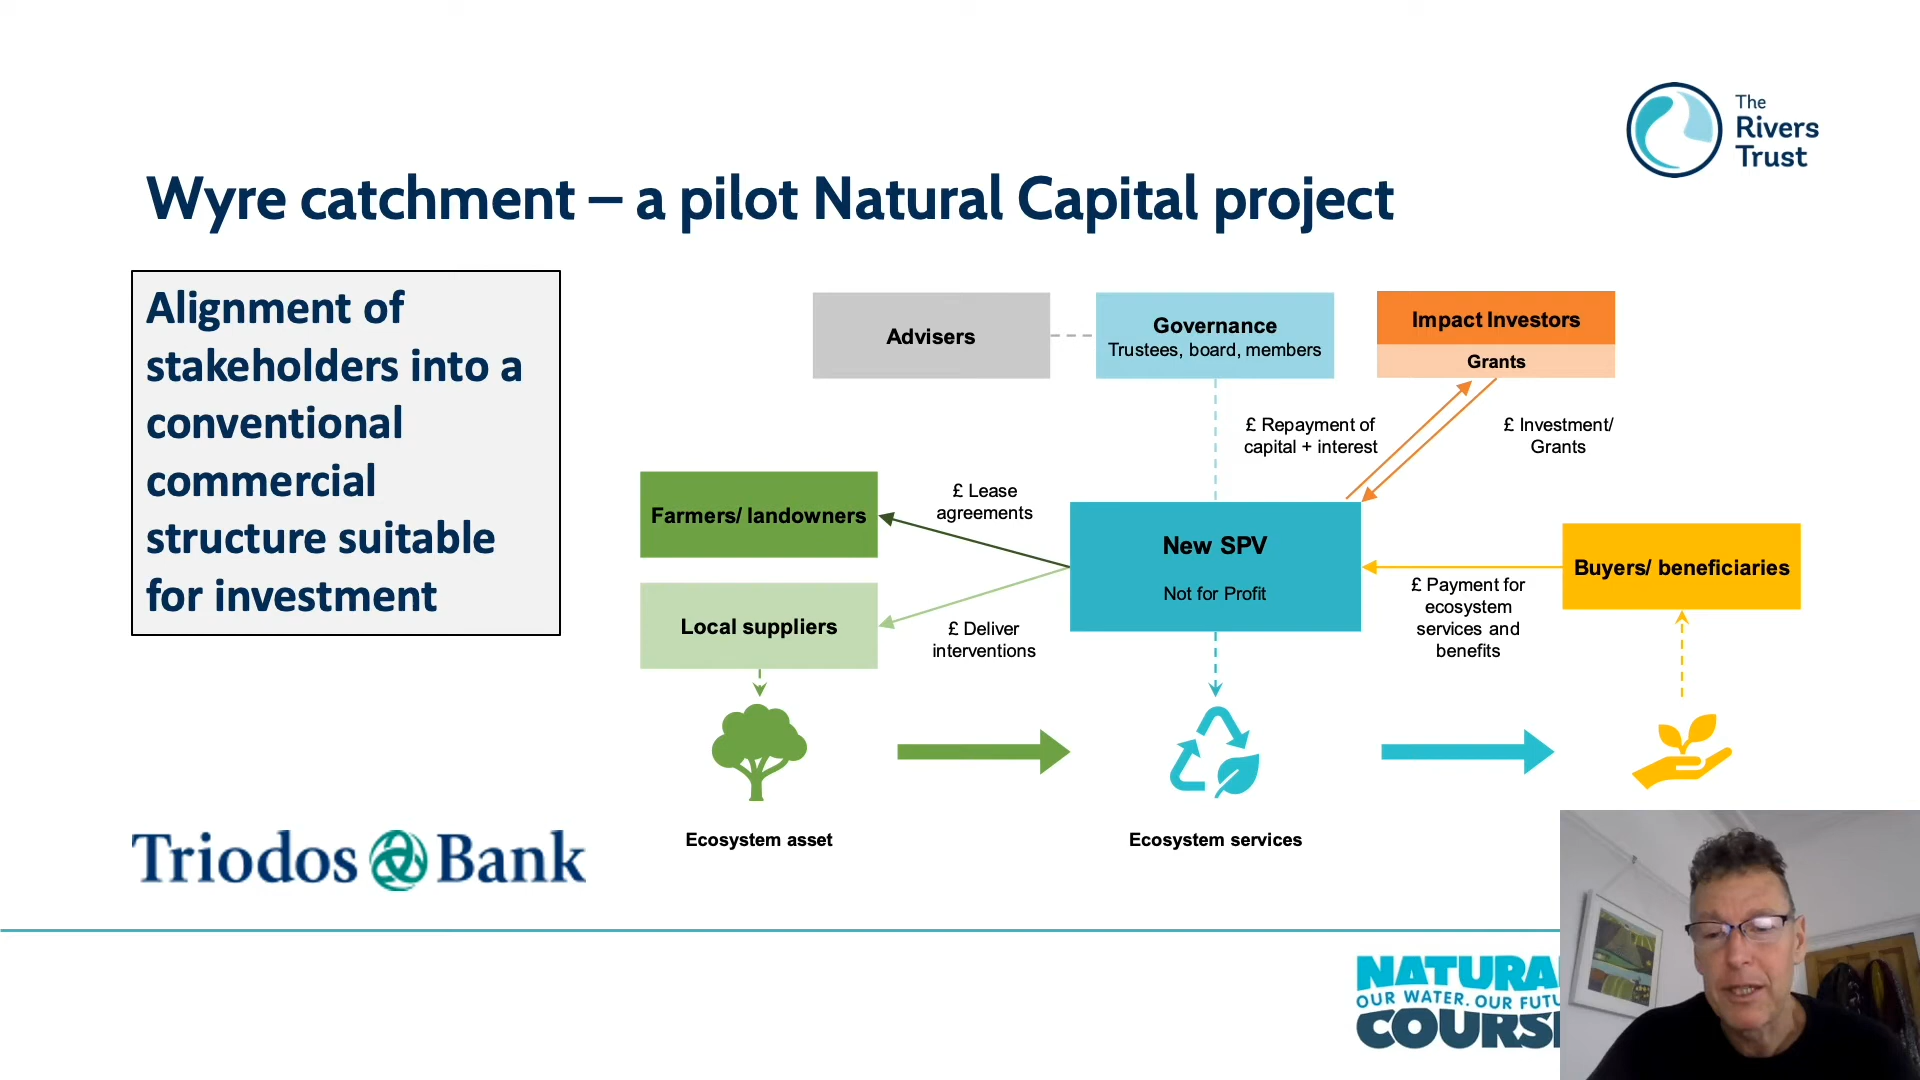 The
Rivers
Trust
Wyre catchment – a pilot Natural Capital project
Alignment of
stakeholders into a
conventional
commercial
structure suitable
for investment
Advisers
Governance
Trustees, board, members
Impact Investors
Grants
£ Repayment of
capital + interest
£ Investment/
Grants
Farmers/ landowners
£ Lease
agreements
New SPV
Not for Profit
Buyers/ beneficiaries
Local suppliers
£ Deliver
interventions
£ Payment for
ecosystem
services and
benefits
Ecosystem asset
Ecosystem services
Triodos Bank
NATURA
OUR WATER. OUR FUTU
COURS